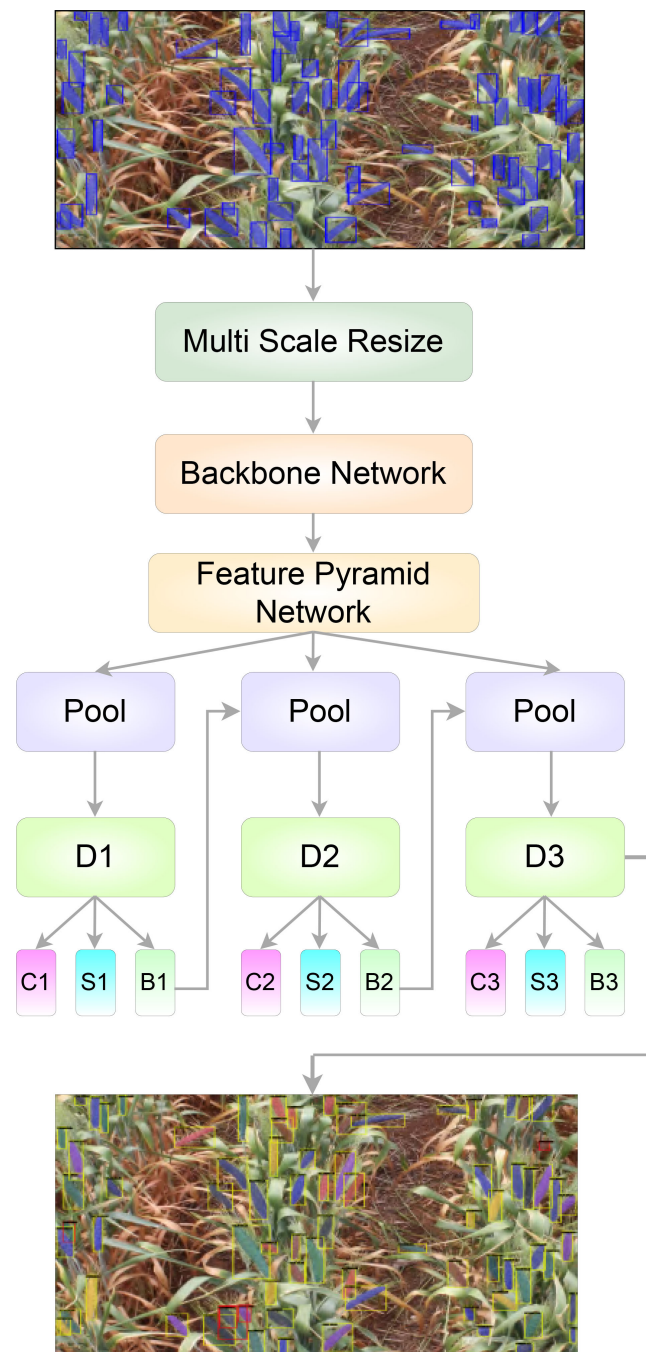 Multi Scale Resize
Backbone Network
Feature Pyramid
Network
Pool
Pool
Pool
D1
D2
D3
C1
S1
B1
C2
S2
B2
C3
S3
B3